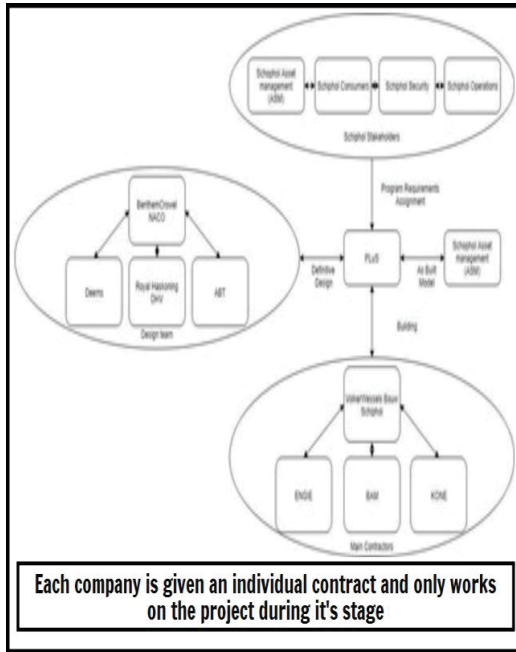 Schiphol Asset
management
(ASM)
Schiphol Consumers
Schiphol Security
Schiphol Operations
Schiphol Stakeholders
Program Requirements
Assignment
BenthemCrouwel
NACO
Deerns
Royal Haskoning
DHV
ABT
Design team
Definitive
Design
PLuS
As Built
Model
Schiphol Asset
management
(ASM)
Building
VolkerWessels Bouw
Schiphol
ENGIE
BAM
KONE
Main Contractors
Each company is given an individual contract and only works
on the project during it's stage